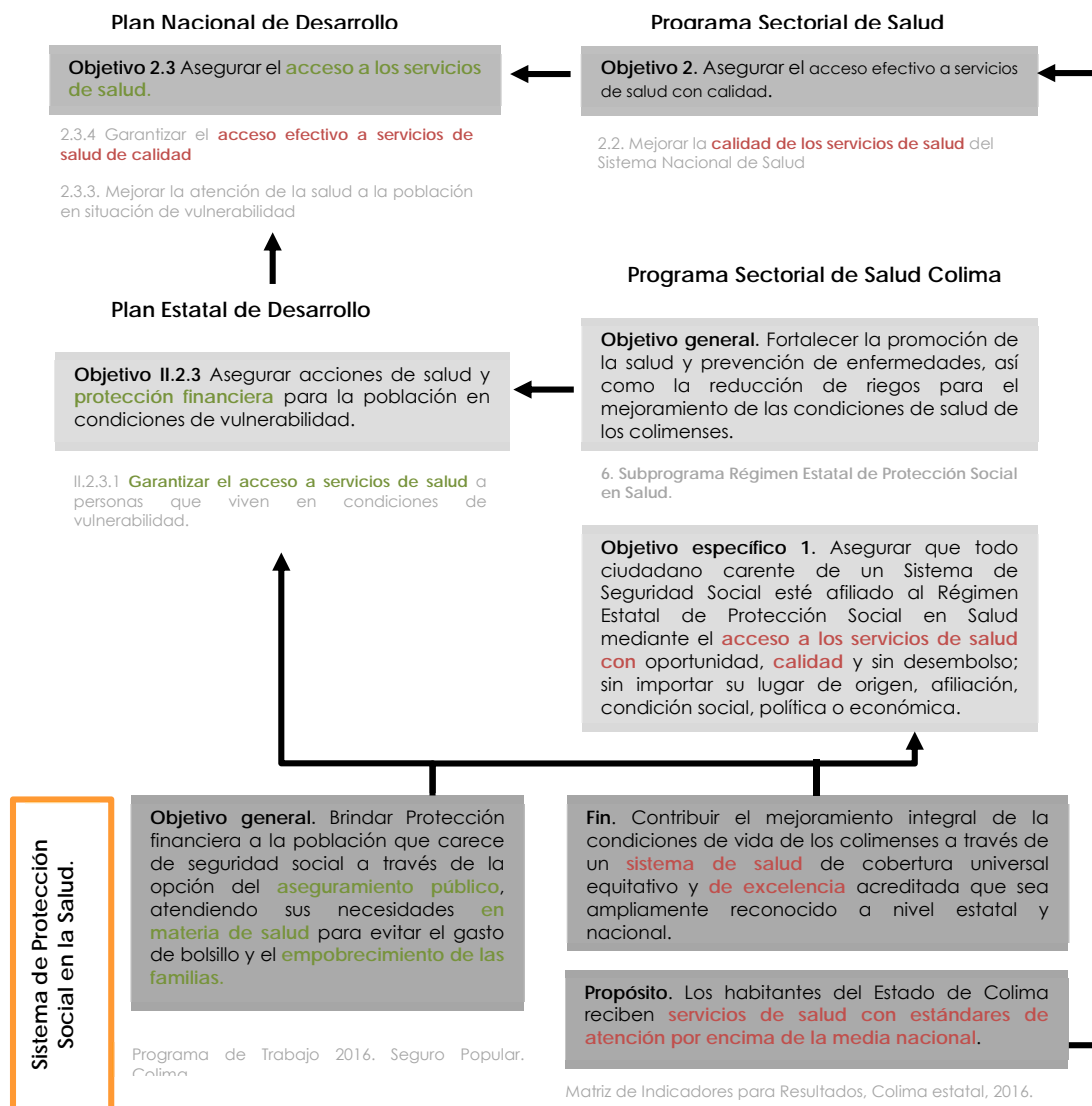 Plan Nacional de Desarrollo
Objetivo 2.3 Asegurar el acceso a los servicios
de salud.
2.3.4 Garantizar el acceso efectivo a servicios de
salud de calidad
2.3.3. Mejorar la atención de la salud a la población
en situación de vulnerabilidad
Programa Sectorial de Salud
Objetivo 2. Asegurar el acceso efectivo a servicios
de salud con calidad.
2.2. Mejorar la calidad de los servicios de salud del
Sistema Nacional de Salud
Plan Estatal de Desarrollo
Objetivo II.2.3 Asegurar acciones de salud y
protección financiera para la población en
condiciones de vulnerabilidad.
II.2.3.1 Garantizar el acceso a servicios de salud a
personas que viven en condiciones de
vulnerabilidad.
Programa Sectorial de Salud Colima
Objetivo general. Fortalecer la promoción de
la salud y prevención de enfermedades, así
como la reducción de riegos para el
mejoramiento de las condiciones de salud de
los colimenses.
6. Subprograma Régimen Estatal de Protección Social
en Salud.
Objetivo específico 1. Asegurar que todo
ciudadano carente de un Sistema de
Seguridad Social esté afiliado al Régimen
Estatal de Protección Social en Salud
mediante el acceso a los servicios de salud
con oportunidad, calidad y sin desembolso;
sin importar su lugar de origen, afiliación,
condición social, política o económica.
Sistema de Protección
Social en la Salud.
Objetivo general. Brindar Protección
financiera a la población que carece
de seguridad social a través de la
opción del aseguramiento público,
atendiendo sus necesidades en
materia de salud para evitar el gasto
de bolsillo y el empobrecimiento de las
familias.
Programa de Trabajo 2016. Seguro Popular.
Colima
Fin. Contribuir el mejoramiento integral de la
condiciones de vida de los colimenses a través de
un sistema de salud de cobertura universal
equitativo y de excelencia acreditada que sea
ampliamente reconocido a nivel estatal y
nacional.
Propósito. Los habitantes del Estado de Colima
reciben servicios de salud con estándares de
atención por encima de la media nacional.
Matriz de Indicadores para Resultados, Colima estatal, 2016.